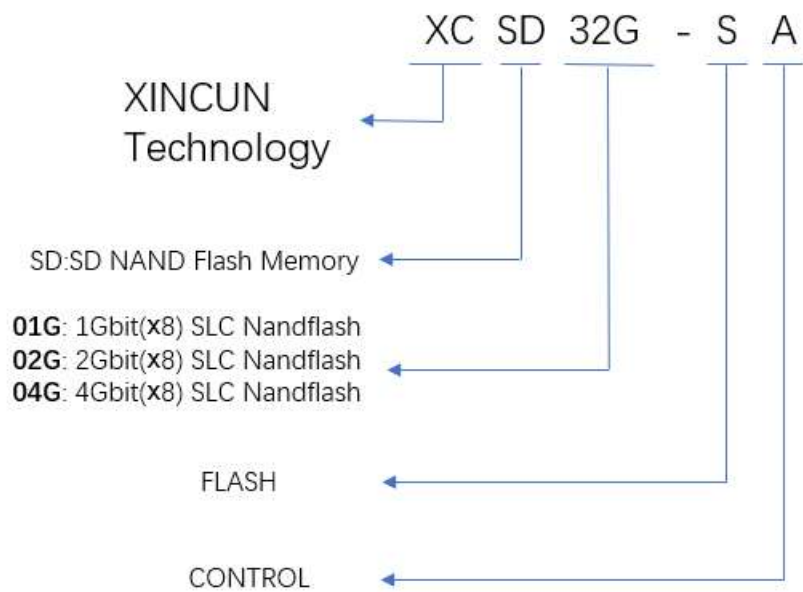 XC SD 32G - S A
XINCUN
Technology
SD:SD NAND Flash Memory
01G: 1Gbit(x8) SLC Nandflash
02G: 2Gbit(x8) SLC Nandflash
04G: 4Gbit(x8) SLC Nandflash
FLASH
CONTROL